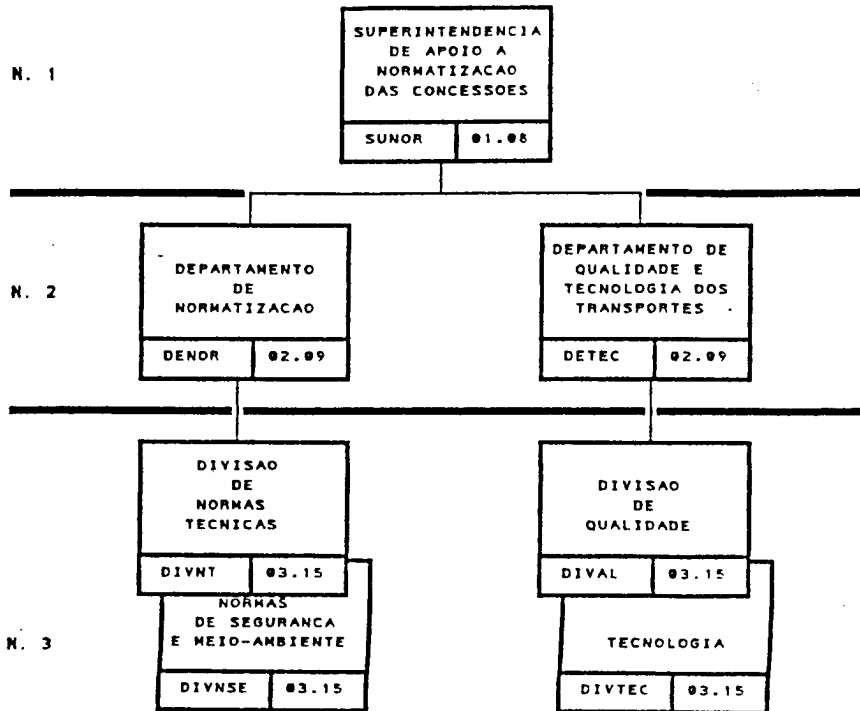 SUPERINTENDENCIA
DE APOIO A
NORMATIZACAO
DAS CONCESSOES
N. 1
SUNOR 01.08
DEPARTAMENTO
DE
NORMATIZACAO
DEPARTAMENTO DE
QUALIDADE E
TECNOLOGIA DOS
TRANSPORTES
N. 2
DENOR 02.09
DETEC 02.09
DIVISAO
DE
NORMAS
TECNICAS
DIVISAO
DE
QUALIDADE
DIVNT 03.15
DIVAL 03.15
NORMAS
DE SEGURANCA
E MEIO-AMBIENTE
TECNOLOGIA
N. 3
DIVNSE 03.15
DIVTEC 03.15